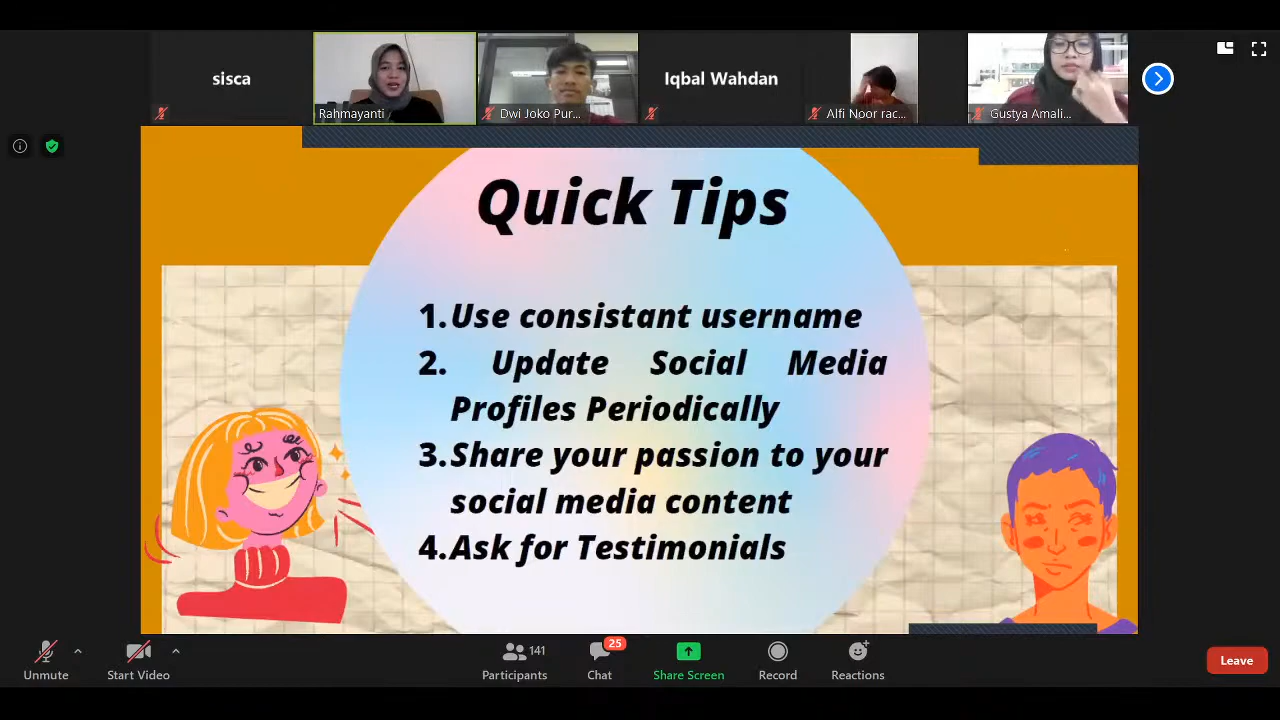 sisca
Iqbal Wahdan
Rahmayanti
Dwi Joko Pur...
Alfi Noor rac...
Gustya Amali...
Quick Tips
1. Use consistant username
2. Update Social Media
Profiles Periodically
3. Share your passion to your
social media content
4. Ask for Testimonials
Unmute
Start Video
141
Participants
25
Chat
Share Screen
Record
Reactions
Leave